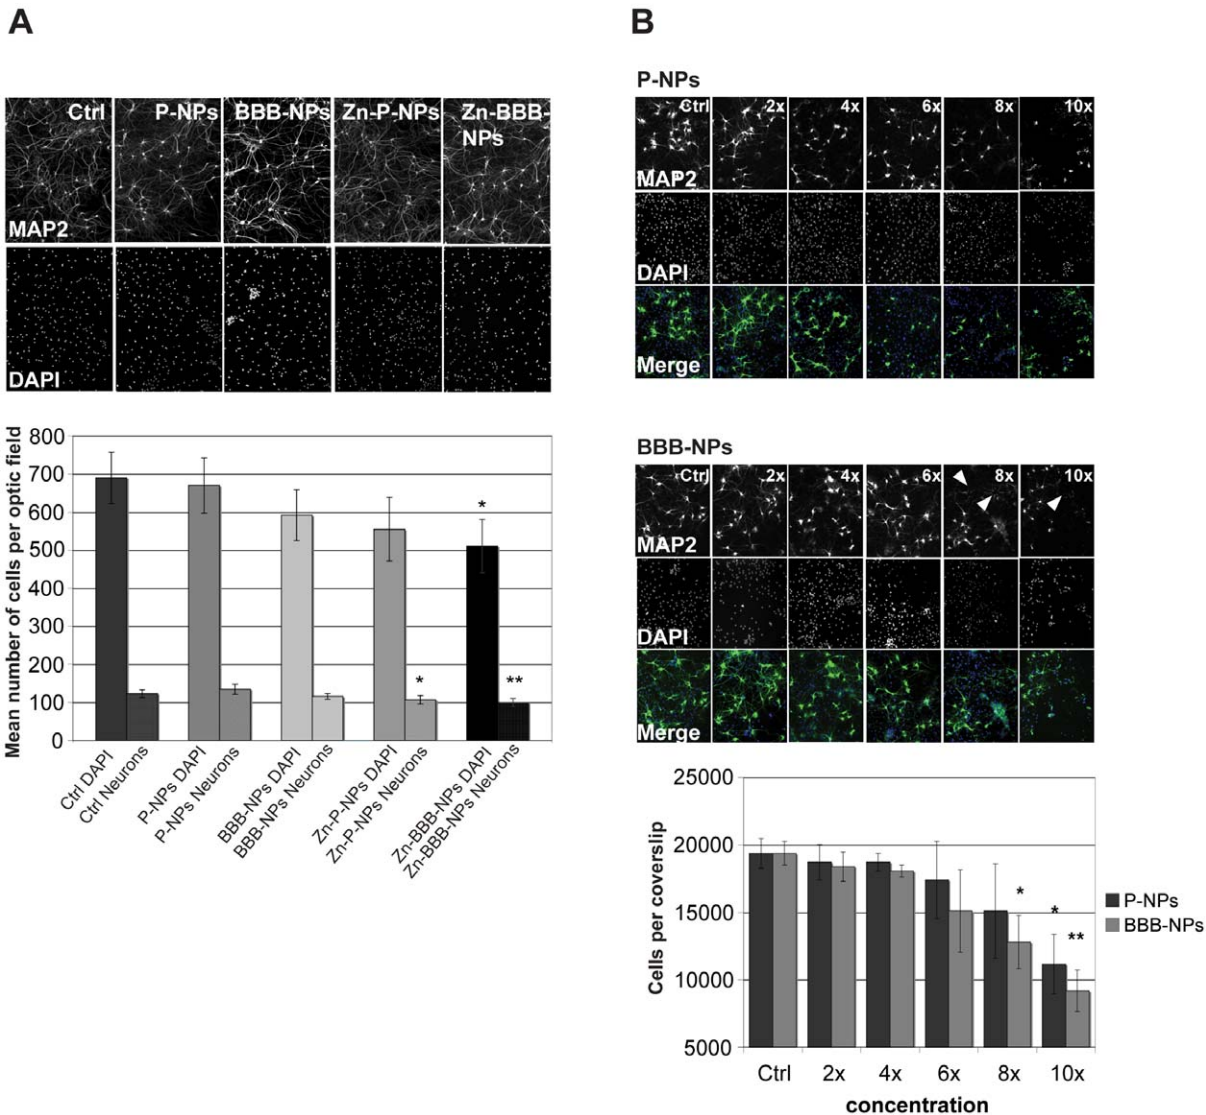 A
Ctrl
P-NPs
BBB-NPs
Zn-P-NPs
Zn-BBB-
NPs
MAP2
DAPI
Mean number of cells per optic field
800
700
600
500
400
300
200
100
0
*
*
**
Ctrl DAPI
Ctrl Neurons
P-NPs DAPI
P-NPs Neurons
BBB-NPs DAPI
BBB-NPs Neurons
Zn-P-NPs DAPI
Zn-P-NPs Neurons
Zn-BBB-NPs DAPI
Zn-BBB-NPs Neurons
B
P-NPs
Ctrl
2x
4x
6x
8x
10x
MAP2
DAPI
Merge
BBB-NPs
Ctrl
2x
4x
6x
8x
10x
MAP2
DAPI
Merge
Cells per coverslip
25000
20000
15000
10000
5000
*
*
**
P-NPs
BBB-NPs
Ctrl
2x
4x
6x
8x
10x
concentration